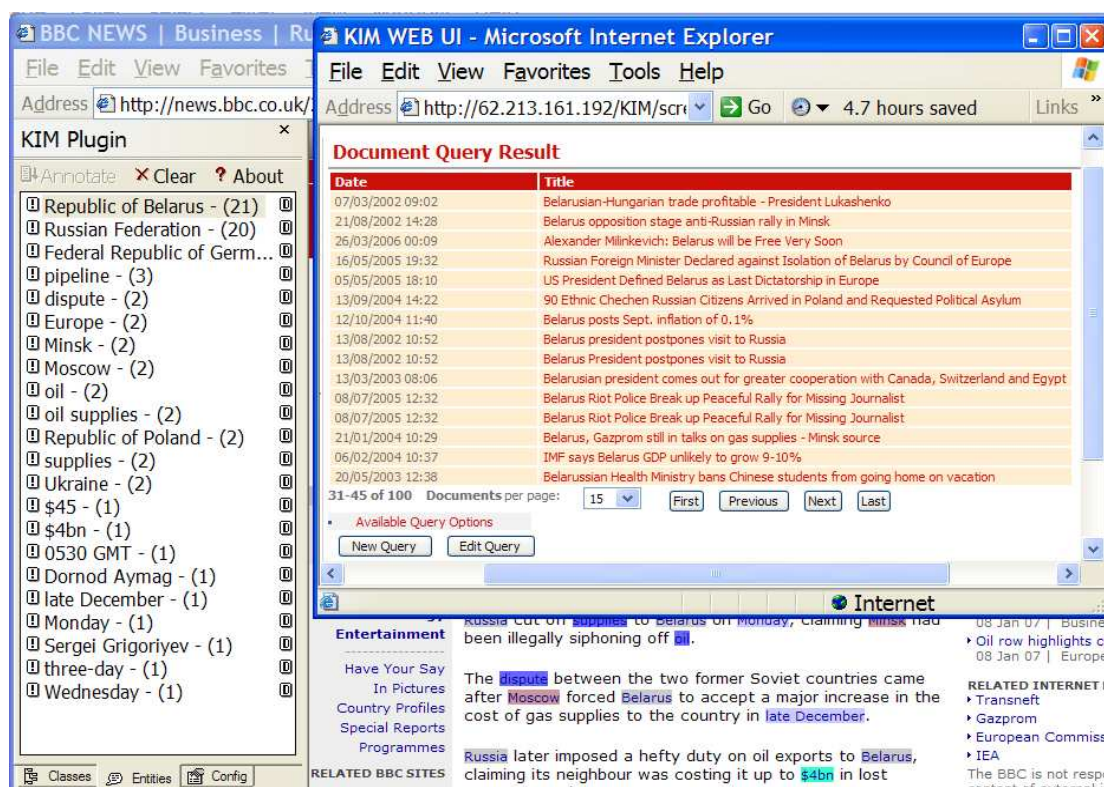 BBC NEWS | Business | Ru
File Edit View Favorites
Address http://news.bbc.co.uk/
KIM Plugin ×
Annotate Clear ? About
Republic of Belarus - (21)
Russian Federation - (20)
Federal Republic of Germ...
pipeline - (3)
dispute - (2)
Europe - (2)
Minsk - (2)
Moscow - (2)
oil - (2)
oil supplies - (2)
Republic of Poland - (2)
supplies - (2)
Ukraine - (2)
$45 - (1)
$4bn - (1)
0530 GMT - (1)
Dornod Aymag - (1)
late December - (1)
Monday - (1)
Sergei Grigoriyev - (1)
three-day - (1)
Wednesday - (1)
Classes Entities Config
KIM WEB UI - Microsoft Internet Explorer
File Edit View Favorites Tools Help
Address http://62.213.161.192/KIM/scre Go 4.7 hours saved Links »
Document Query Result
Date Title
07/03/2002 09:02 Belarusian-Hungarian trade profitable - President Lukashenko
21/08/2002 14:28 Belarus opposition stage anti-Russian rally in Minsk
26/03/2006 00:09 Alexander Milinkevich: Belarus will be Free Very Soon
16/05/2005 19:32 Russian Foreign Minister Declared against Isolation of Belarus by Council of Europe
05/05/2005 18:10 US President Defined Belarus as Last Dictatorship in Europe
13/09/2004 14:22 90 Ethnic Chechen Russian Citizens Arrived in Poland and Requested Political Asylum
12/10/2004 11:40 Belarus posts Sept. inflation of 0.1%
13/08/2002 10:52 Belarus president postpones visit to Russia
13/08/2002 10:52 Belarus President postpones visit to Russia
13/03/2003 08:06 Belarusian president comes out for greater cooperation with Canada, Switzerland and Egypt
08/07/2005 12:32 Belarus Riot Police Break up Peaceful Rally for Missing Journalist
08/07/2005 12:32 Belarus Riot Police Break up Peaceful Rally for Missing Journalist
21/01/2004 10:29 Belarus, Gazprom still in talks on gas supplies - Minsk source
06/02/2004 10:37 IMF says Belarus GDP unlikely to grow 9-10%
20/05/2003 12:38 Belarussian Health Ministry bans Chinese students from going home on vacation
31-45 of 100 Documents per page: 15 First Previous Next Last
Available Query Options
New Query Edit Query
Internet
Entertainment
Have Your Say
In Pictures
Country Profiles
Special Reports
Programmes
RELATED BBC SITES
Russia cut off supplies to Belarus on Monday, claiming Minsk had
been illegally siphoning off oil.
The dispute between the two former Soviet countries came
after Moscow forced Belarus to accept a major increase in the
cost of gas supplies to the country in late December.
Russia later imposed a hefty duty on oil exports to Belarus,
claiming its neighbour was costing it up to $4bn in lost
08 Jan 07 | Busine
Oil row highlights c
08 Jan 07 | Europe
RELATED INTERNET
Transneft
Gazprom
European Commiss
IEA
The BBC is not resp